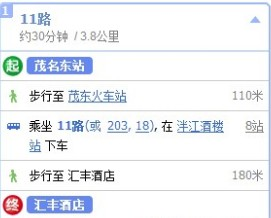 1
11路
约30分钟 / 3.8公里
起 茂名东站
步行至 茂东火车站 110米
乘坐 11路(或 203, 18), 在 泮江酒楼 8站
站 下车
步行至 汇丰酒店 180米
终 汇丰酒店